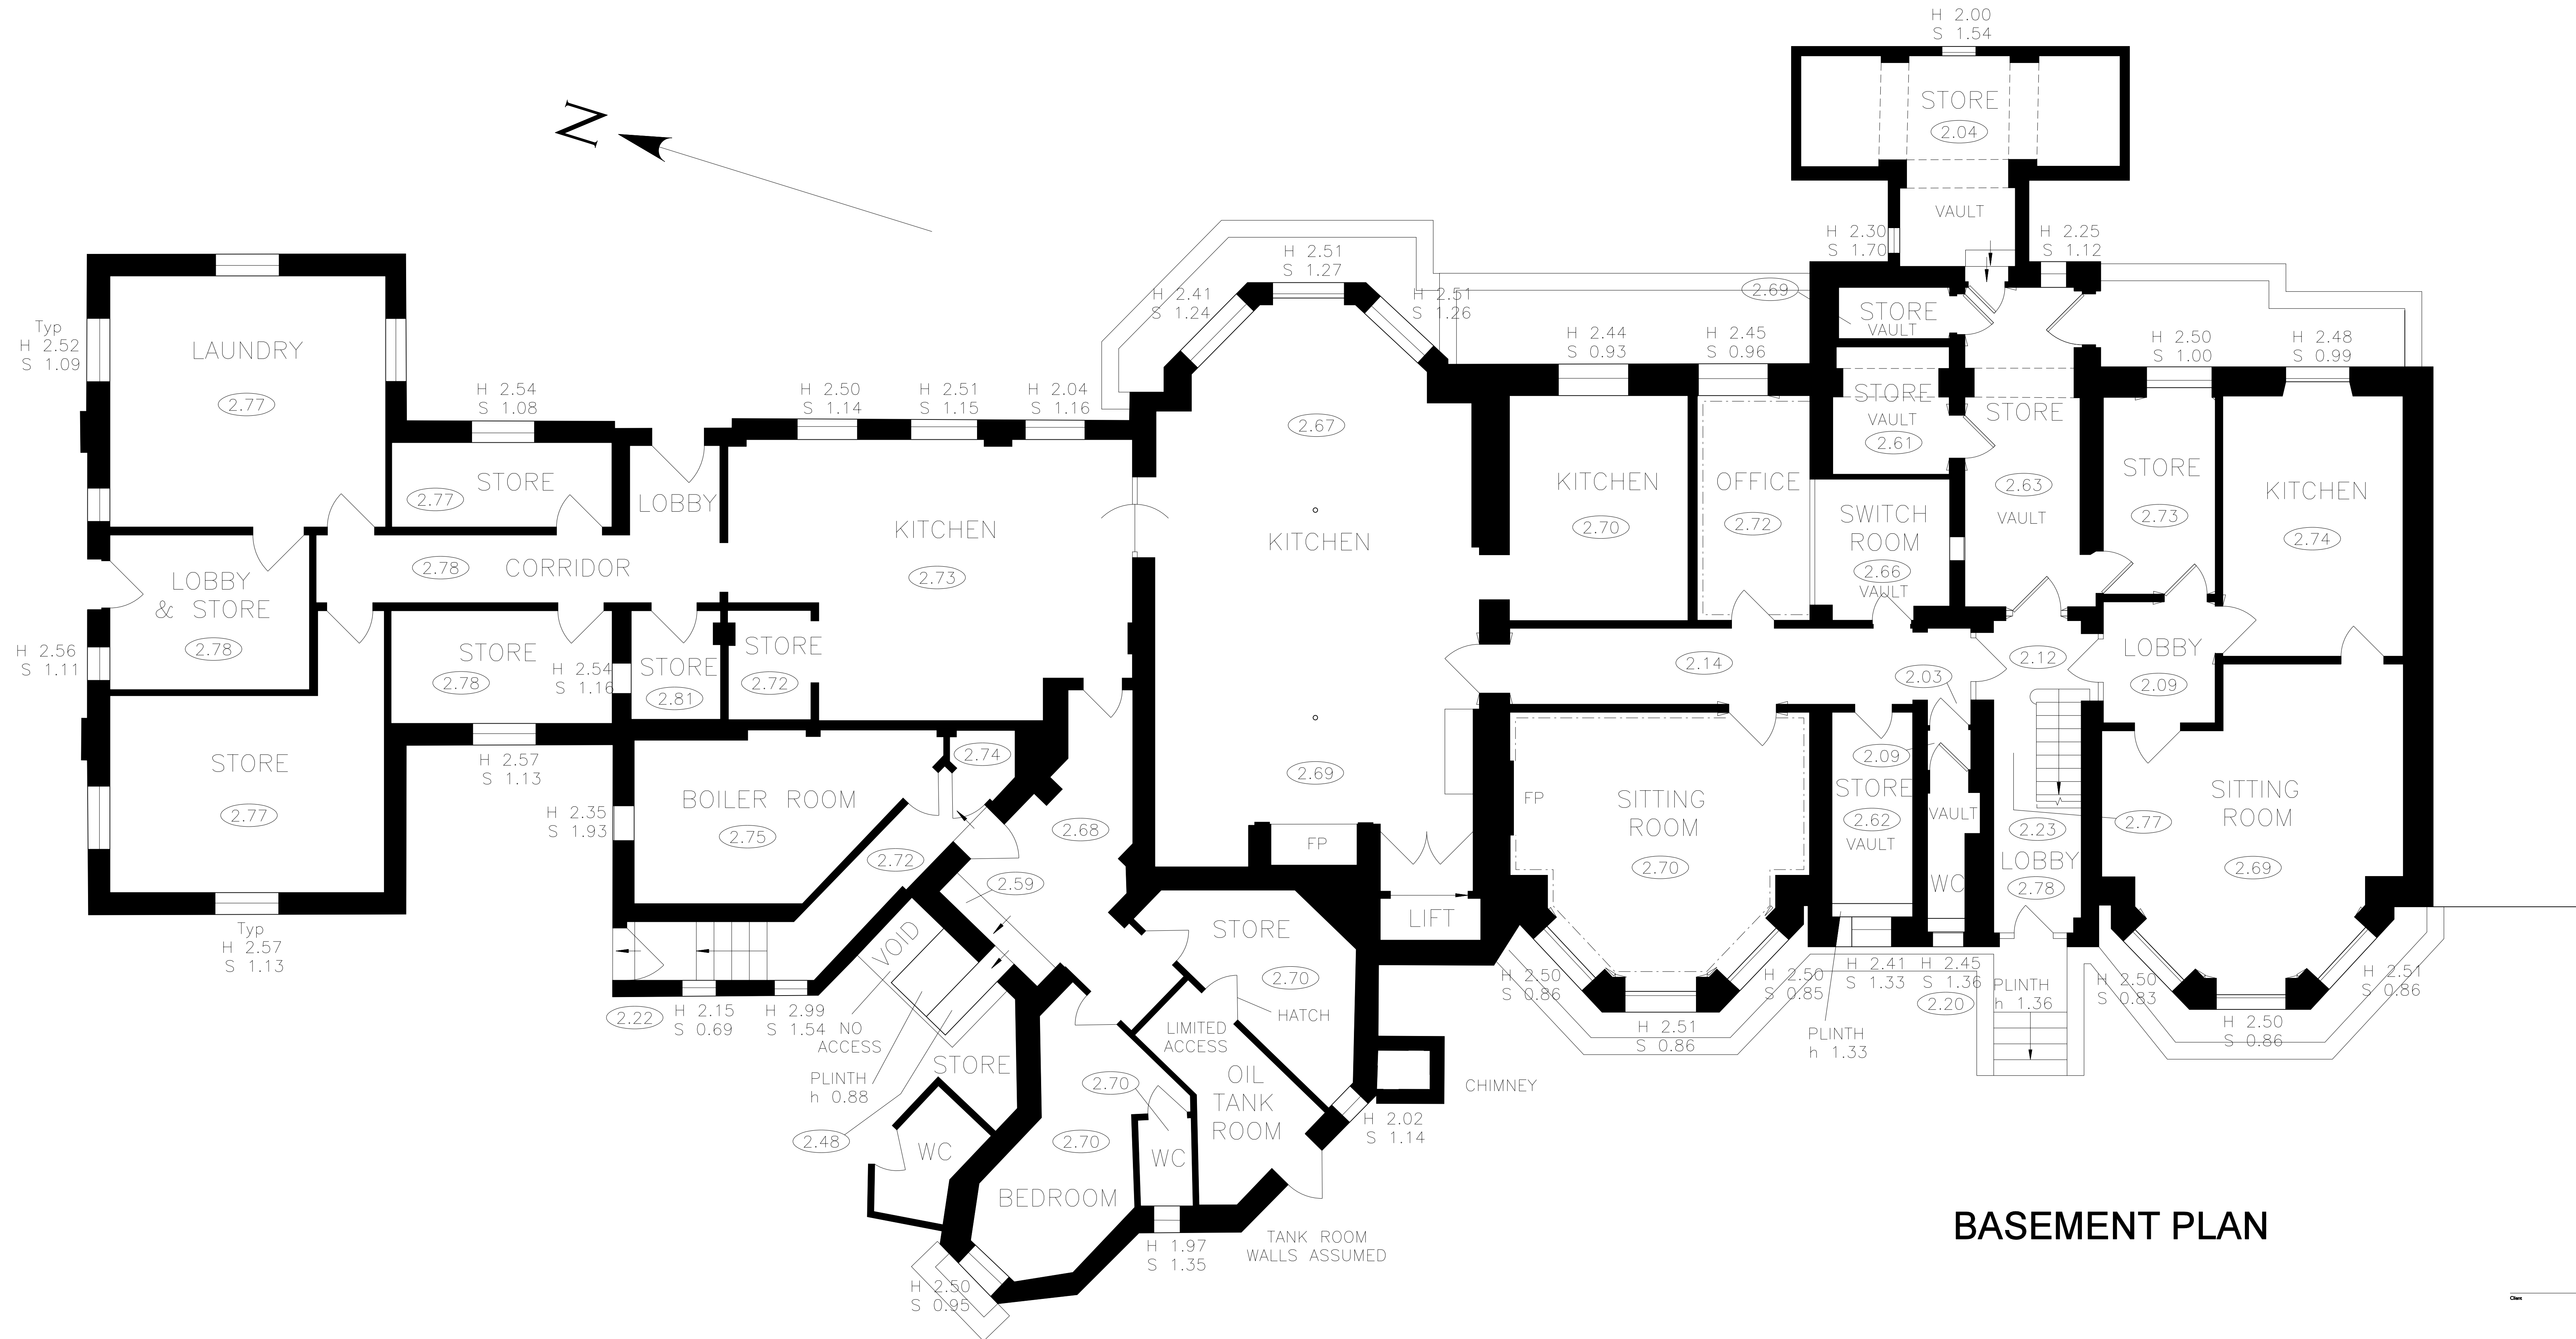 H 2.00
S 1.54
STORE
2.04
VAULT
H 2.30
S 1.70
H 2.25
S 1.12
N
H 2.51
S 1.27
H 2.41
S 1.24
H 2.51
S 1.26
2.69
STORE
VAULT
Typ
H 2.52
S 1.09
LAUNDRY
2.77
H 2.54
S 1.08
H 2.50
S 1.14
H 2.51
S 1.15
H 2.04
S 1.16
H 2.44
S 0.93
H 2.45
S 0.96
H 2.50
S 1.00
H 2.48
S 0.99
STORE
2.77
LOBBY
KITCHEN
2.73
2.67
KITCHEN
2.69
KITCHEN
2.70
OFFICE
2.72
STORE
VAULT
2.61
SWITCH
ROOM
2.66
VAULT
STORE
2.63
VAULT
STORE
2.73
KITCHEN
2.74
2.78
CORRIDOR
LOBBY
& STORE
2.78
H 2.56
S 1.11
STORE
2.78
H 2.54
S 1.16
STORE
2.81
STORE
2.72
2.14
2.03
2.12
LOBBY
2.09
STORE
2.77
H 2.57
S 1.13
BOILER ROOM
2.75
H 2.35
S 1.93
2.74
2.72
2.68
2.59
FP
LIFT
FP
SITTING
ROOM
2.70
2.09
STORE
2.62
VAULT
VAULT
WC
2.23
LOBBY
2.78
2.77
SITTING
ROOM
2.69
Typ
H 2.57
S 1.13
VOID
STORE
2.70
HATCH
2.22
H 2.15
S 0.69
H 2.99
S 1.54
NO
ACCESS
PLINTH
h 0.88
STORE
2.48
WC
LIMITED
ACCESS
OIL
TANK
ROOM
2.70
2.70
BEDROOM
WC
H 2.02
S 1.14
CHIMNEY
H 2.50
S 0.86
H 2.51
S 0.86
H 2.50
S 0.85
H 2.41
S 1.33
H 2.45
S 1.36
2.20
PLINTH
h 1.36
PLINTH
h 1.33
H 2.50
S 0.83
H 2.50
S 0.86
H 2.51
S 0.86
H 1.97
S 1.35
TANK ROOM
WALLS ASSUMED
H 2.50
S 0.95
BASEMENT PLAN
Client